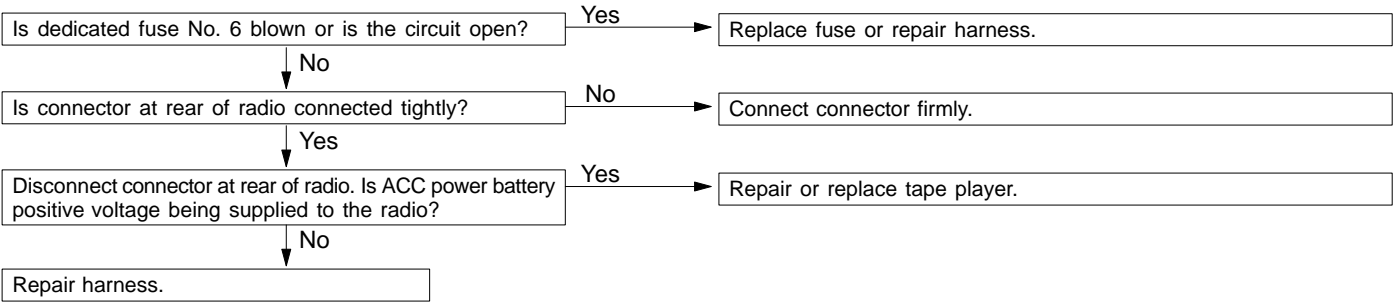 Is dedicated fuse No. 6 blown or is the circuit open?
Yes
Replace fuse or repair harness.
No
Is connector at rear of radio connected tightly?
No
Connect connector firmly.
Yes
Disconnect connector at rear of radio. Is ACC power battery
positive voltage being supplied to the radio?
Yes
Repair or replace tape player.
No
Repair harness.